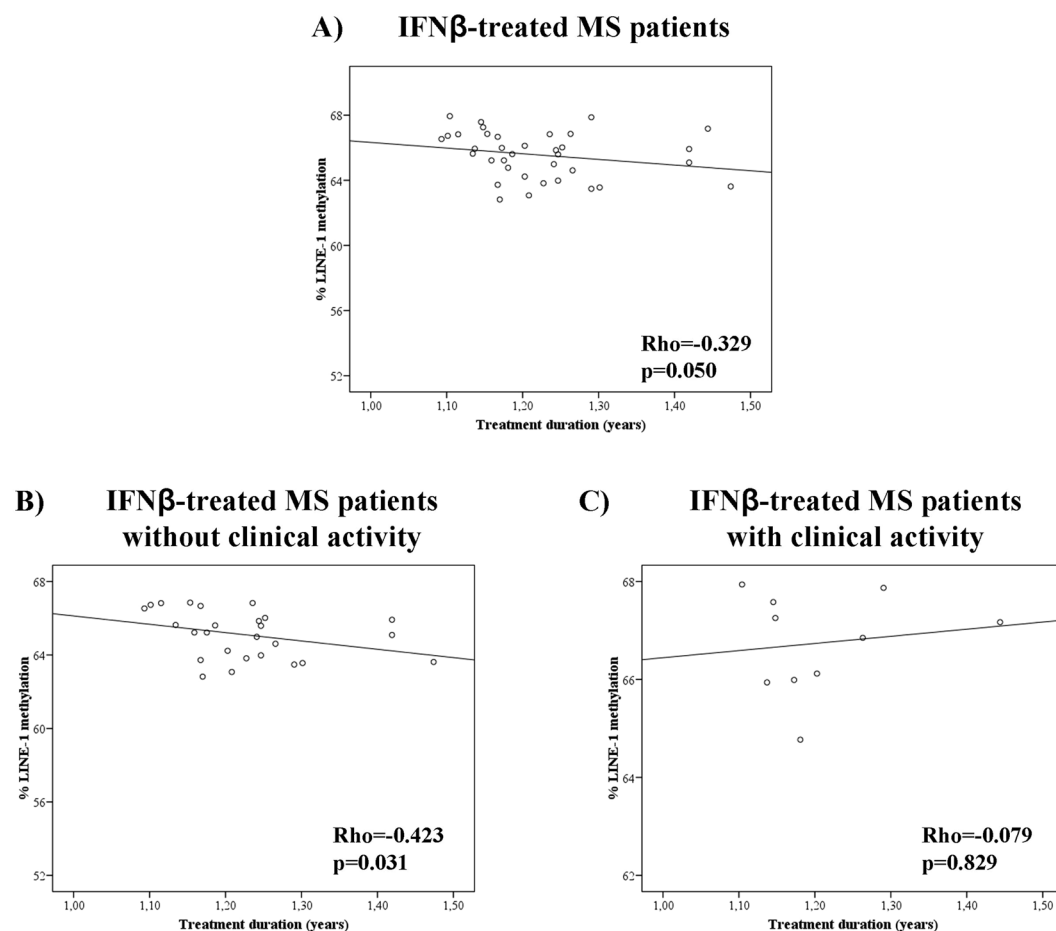 A) IFNβ-treated MS patients
68
64
60
56
52
% LINE-1 methylation
Rho=-0.329
p=0.050
1,00 1,10 1,20 1,30 1,40 1,50
Treatment duration (years)
B) IFNβ-treated MS patients
without clinical activity
68
64
60
56
52
% LINE-1 methylation
Rho=-0.423
p=0.031
1,00 1,10 1,20 1,30 1,40 1,50
Treatment duration (years)
C) IFNβ-treated MS patients
with clinical activity
68
66
64
62
% LINE-1 methylation
Rho=-0.079
p=0.829
1,00 1,10 1,20 1,30 1,40 1,50
Treatment duration (years)